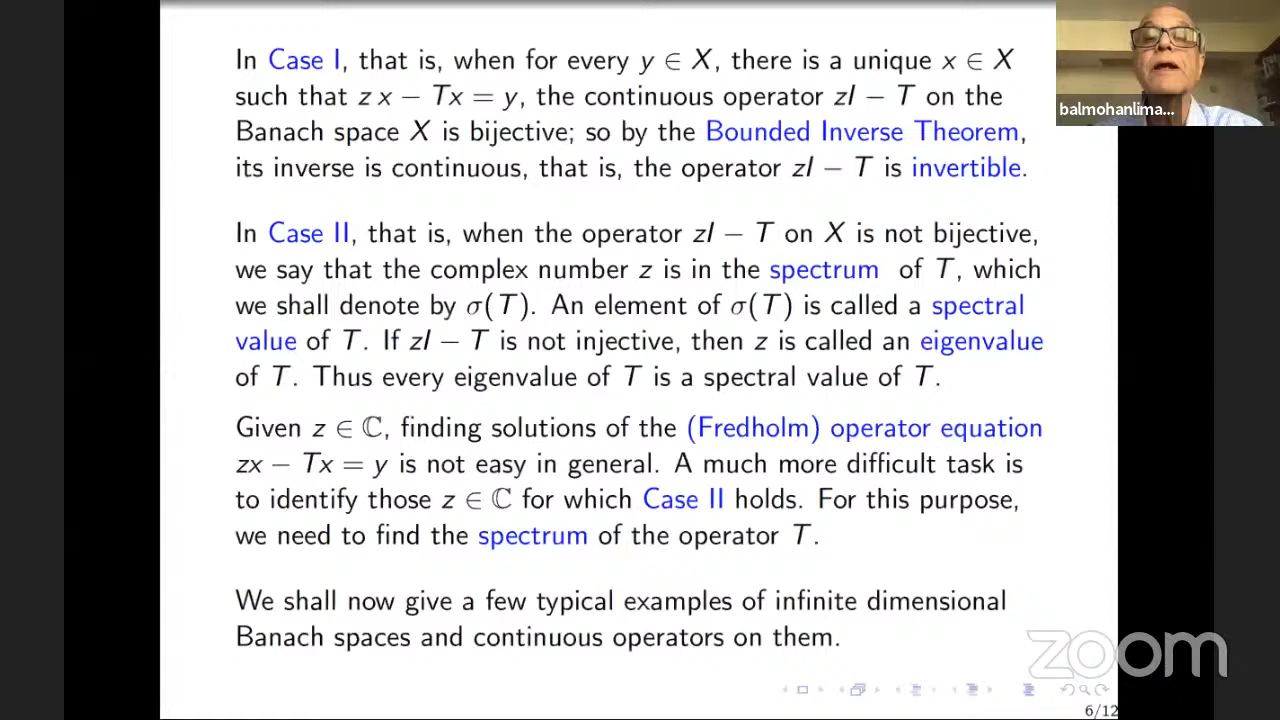 In Case I, that is, when for every y ∈ X, there is a unique x ∈ X
such that z x − Tx = y, the continuous operator zI − T on the
Banach space X is bijective; so by the Bounded Inverse Theorem,
its inverse is continuous, that is, the operator zI − T is invertible.
In Case II, that is, when the operator zI − T on X is not bijective,
we say that the complex number z is in the spectrum of T, which
we shall denote by σ(T). An element of σ(T) is called a spectral
value of T. If zI − T is not injective, then z is called an eigenvalue
of T. Thus every eigenvalue of T is a spectral value of T.
Given z ∈ ℂ, finding solutions of the (Fredholm) operator equation
zx − Tx = y is not easy in general. A much more difficult task is
to identify those z ∈ ℂ for which Case II holds. For this purpose,
we need to find the spectrum of the operator T.
We shall now give a few typical examples of infinite dimensional
Banach spaces and continuous operators on them.
balmohanlima...
zoom
6/12